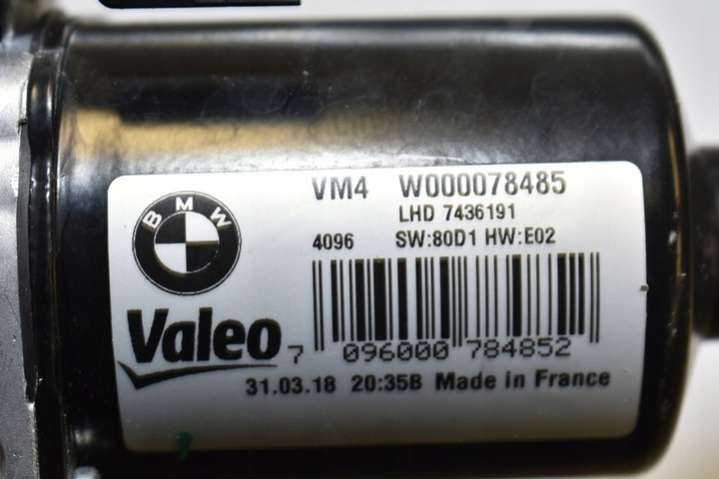 VM4 W000078485
LHD 7436191
BMW
4096 SW:80D1 HW:E02
Valeo
7 096000 784852
31.03.18 20:35B Made in France